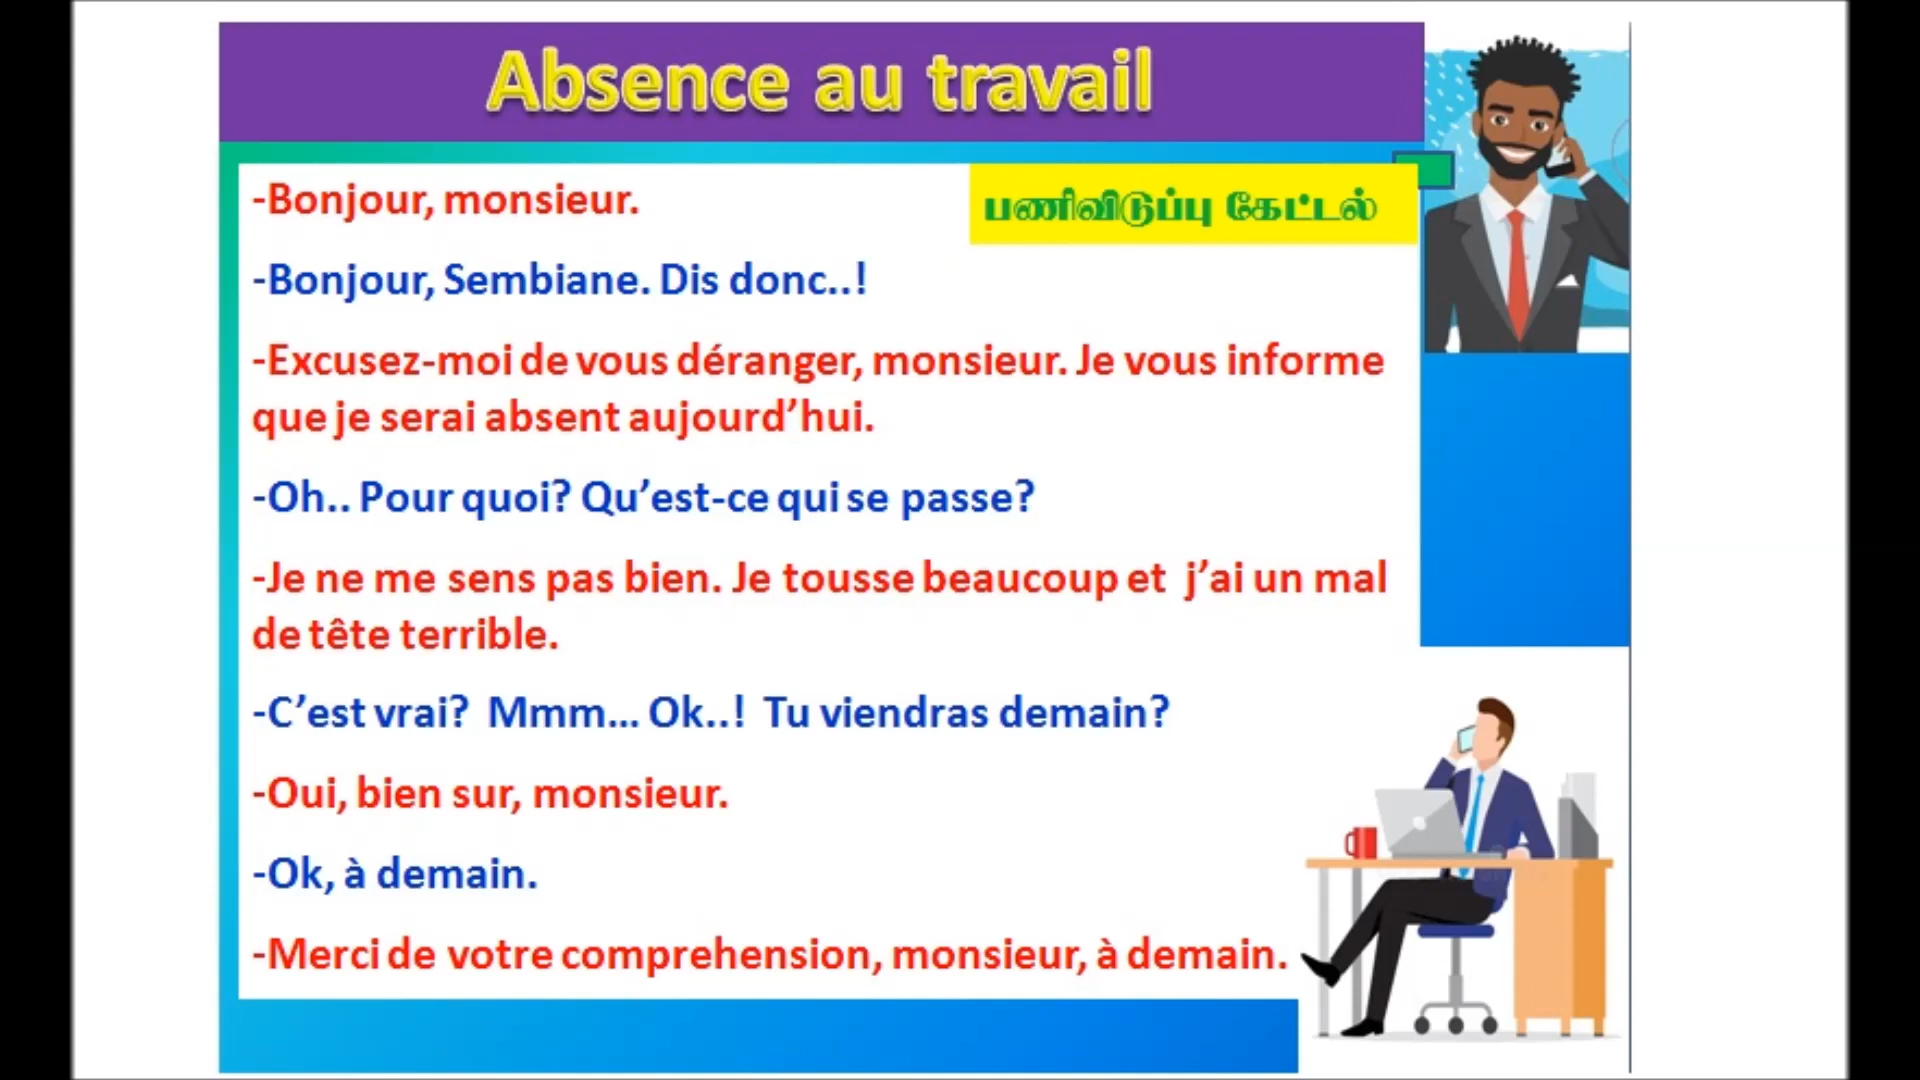 Absence au travail
-Bonjour, monsieur.
பணிவிடுப்பு கேட்டல்
-Bonjour, Sembiane. Dis donc..!
-Excusez-moi de vous déranger, monsieur. Je vous informe
que je serai absent aujourd’hui.
-Oh.. Pour quoi? Qu’est-ce qui se passe?
-Je ne me sens pas bien. Je tousse beaucoup et j’ai un mal
de tête terrible.
-C’est vrai? Mmm... Ok..! Tu viendras demain?
-Oui, bien sur, monsieur.
-Ok, à demain.
-Merci de votre comprehension, monsieur, à demain.